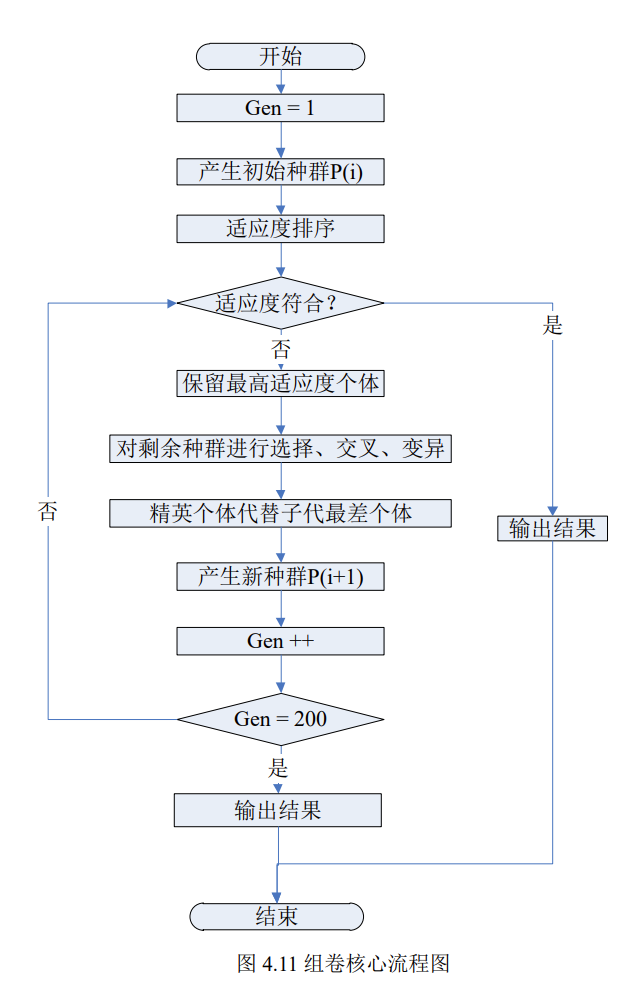 开始
Gen = 1
产生初始种群P(i)
适应度排序
适应度符合？
是
否
保留最高适应度个体
对剩余种群进行选择、交叉、变异
否
精英个体代替子代最差个体
输出结果
产生新种群P(i+1)
Gen ++
Gen = 200
是
输出结果
结束
图 4.11 组卷核心流程图